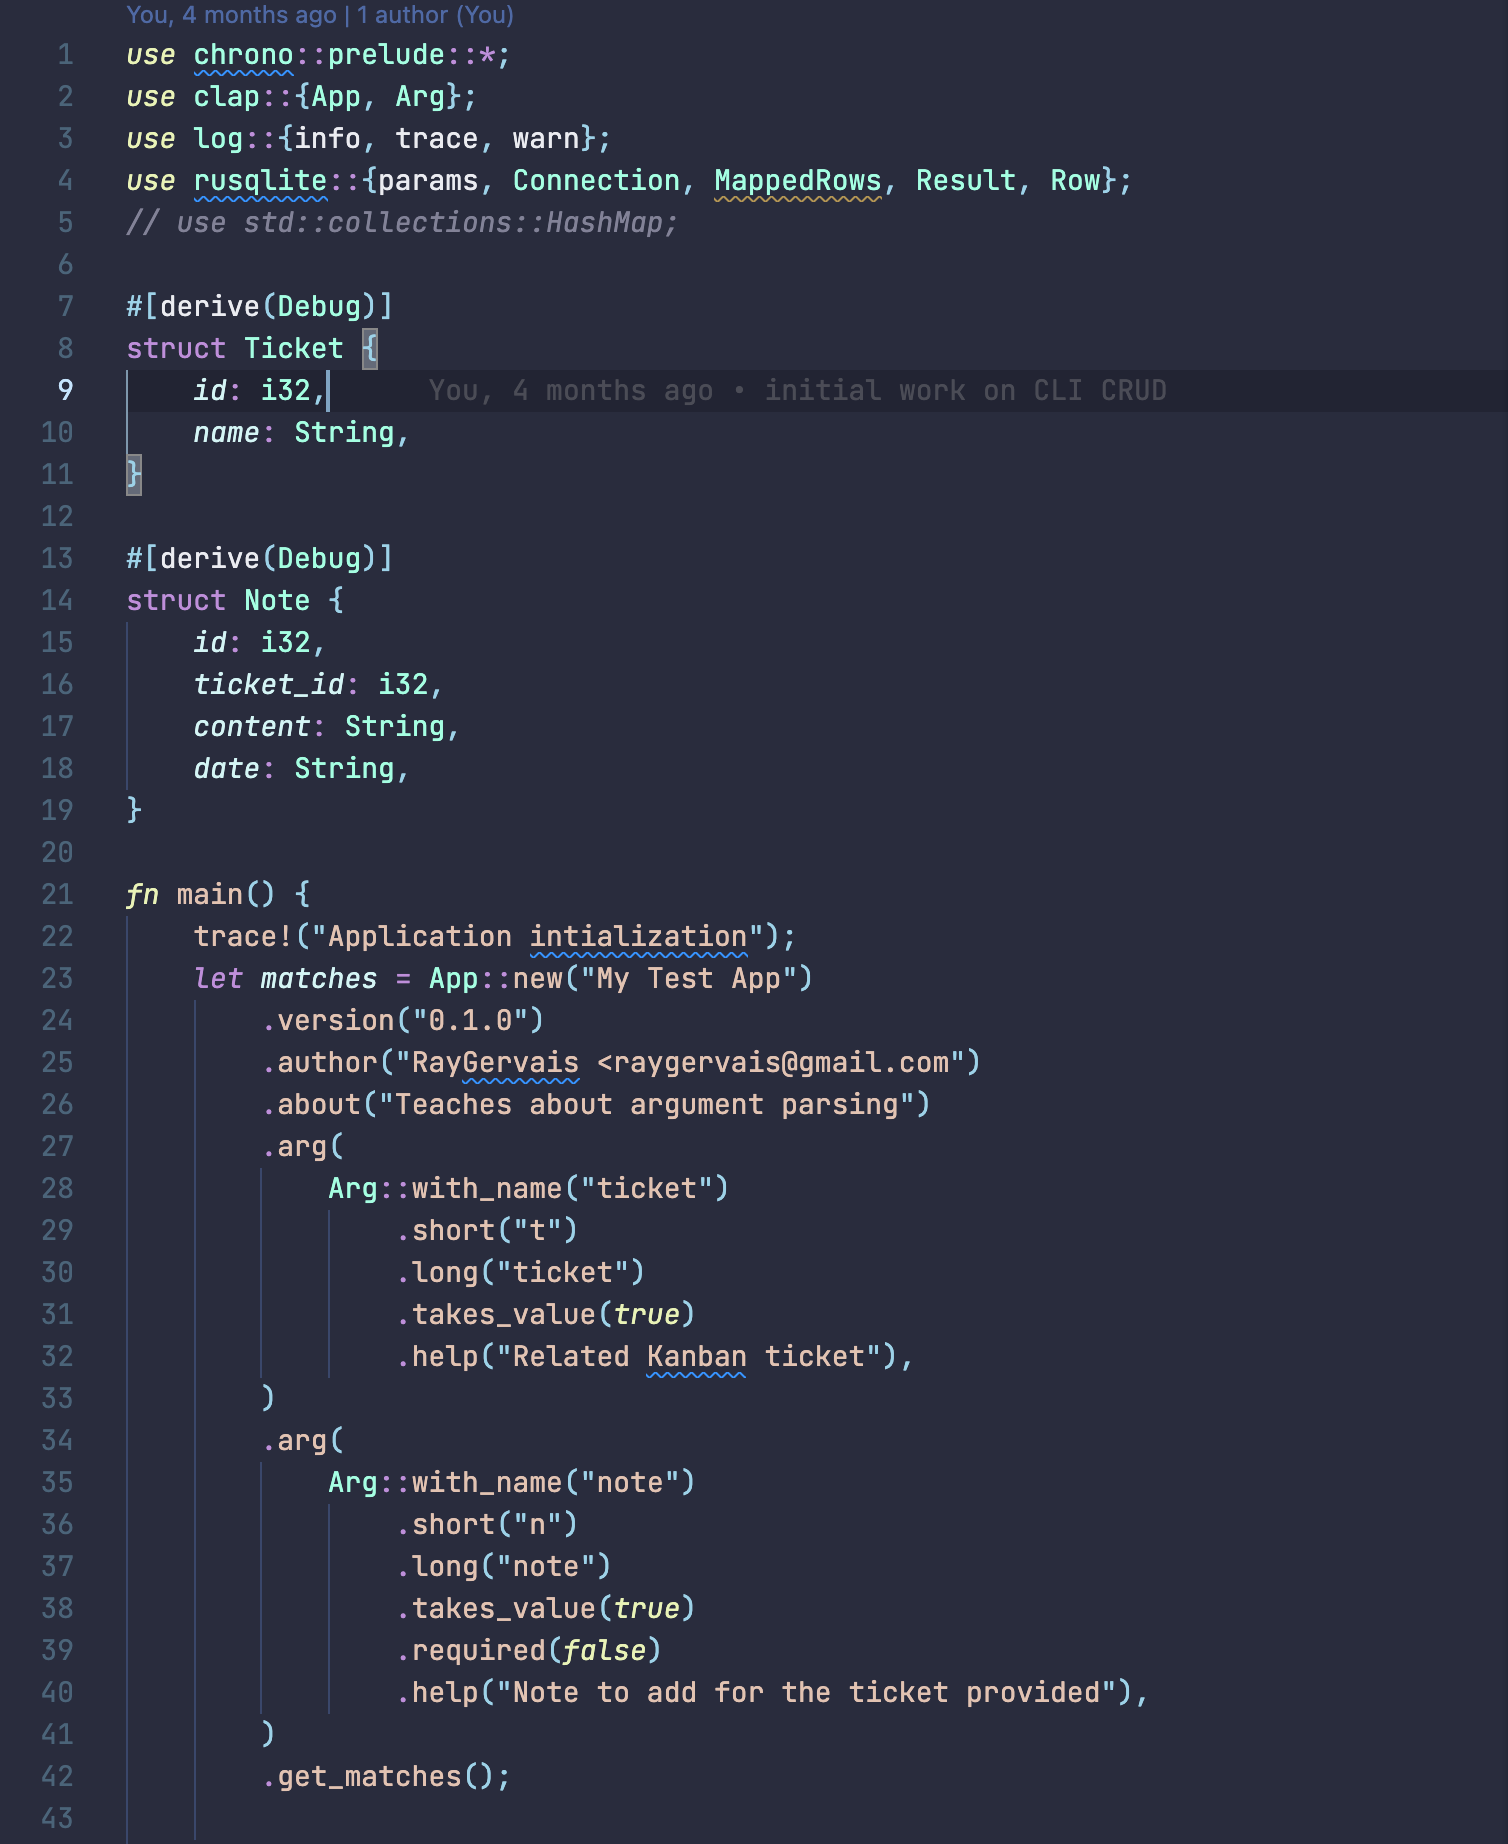 You, 4 months ago | 1 author (You)
1 use chrono::prelude::*;
2 use clap::{App, Arg};
3 use log::{info, trace, warn};
4 use rusqlite::{params, Connection, MappedRows, Result, Row};
5 // use std::collections::HashMap;
6
7 #[derive(Debug)]
8 struct Ticket {
9     id: i32,      You, 4 months ago • initial work on CLI CRUD
10     name: String,
11 }
12
13 #[derive(Debug)]
14 struct Note {
15     id: i32,
16     ticket_id: i32,
17     content: String,
18     date: String,
19 }
20
21 fn main() {
22     trace!("Application intialization");
23     let matches = App::new("My Test App")
24         .version("0.1.0")
25         .author("RayGervais <raygervais@gmail.com")
26         .about("Teaches about argument parsing")
27         .arg(
28             Arg::with_name("ticket")
29                 .short("t")
30                 .long("ticket")
31                 .takes_value(true)
32                 .help("Related Kanban ticket"),
33         )
34         .arg(
35             Arg::with_name("note")
36                 .short("n")
37                 .long("note")
38                 .takes_value(true)
39                 .required(false)
40                 .help("Note to add for the ticket provided"),
41         )
42         .get_matches();
43